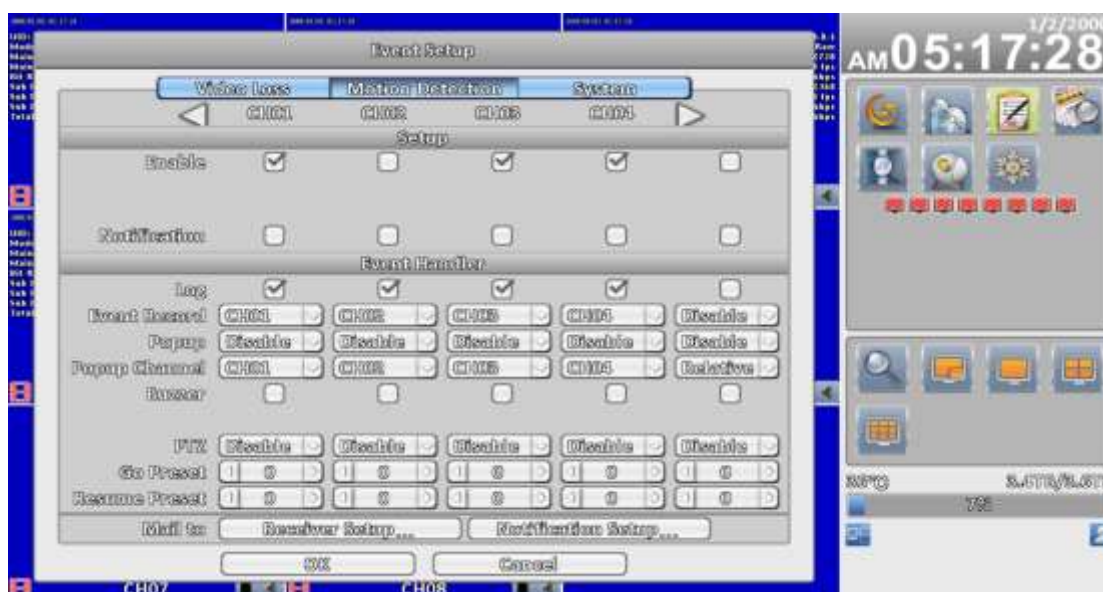 1/2/200
AM 05:17:28
Event Setup
Video Loss Motion Detection System
CH01 CH02 CH03 CH04
Setup
Enable
Notification
Event Handler
Log
Event Record CH01 CH02 CH03 CH04 Disable
Popup Disable Disable Disable Disable Disable
Popup Channel CH01 CH02 CH03 CH04 Relative
Buzzer
PTZ Disable Disable Disable Disable Disable
Go Preset 0 0 0 0 0
Resume Preset 0 0 0 0 0
Mail to Receiver Setup... Notification Setup...
OK Cancel
CH07 CH08